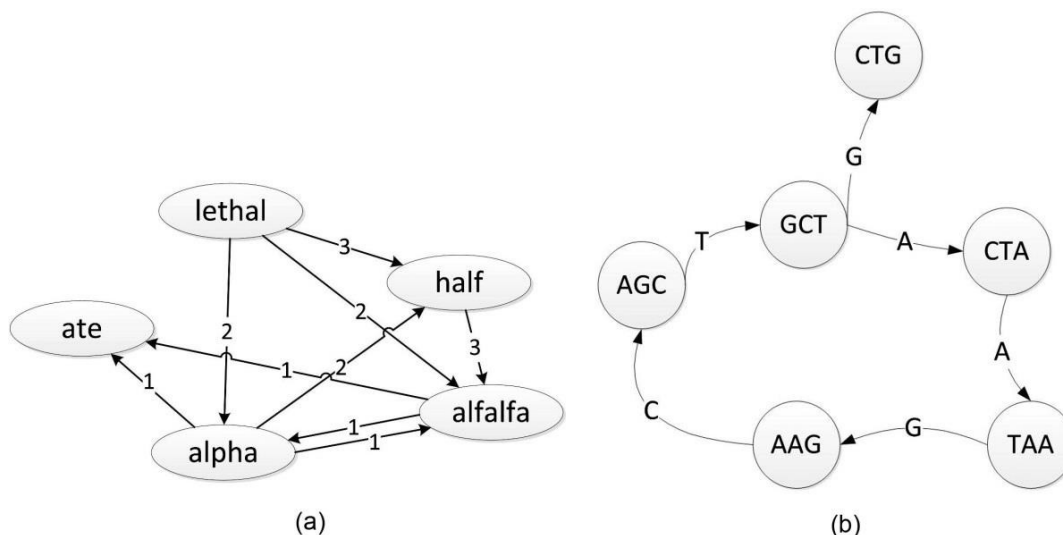 lethal
3
half
2
2
3
ate
1
2
1
1
alfalfa
alpha
1
(a)
CTG
G
GCT
T
A
CTA
AGC
A
C
AAG
G
TAA
(b)